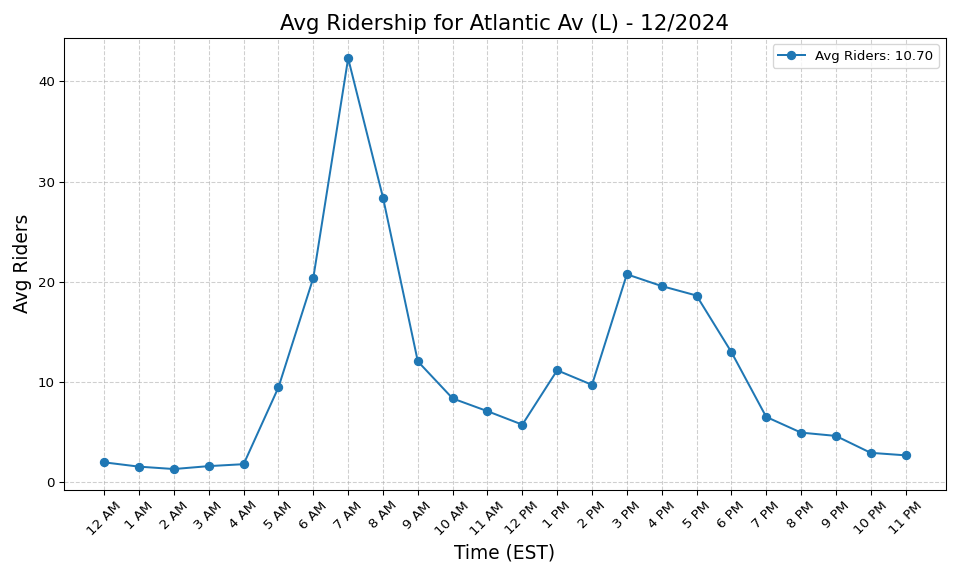 Avg Ridership for Atlantic Av (L) - 12/2024
Avg Riders: 10.70
Avg Riders
40
30
20
10
0
12 AM
1 AM
2 AM
3 AM
4 AM
5 AM
6 AM
7 AM
8 AM
9 AM
10 AM
11 AM
12 PM
1 PM
2 PM
3 PM
4 PM
5 PM
6 PM
7 PM
8 PM
9 PM
10 PM
11 PM
Time (EST)